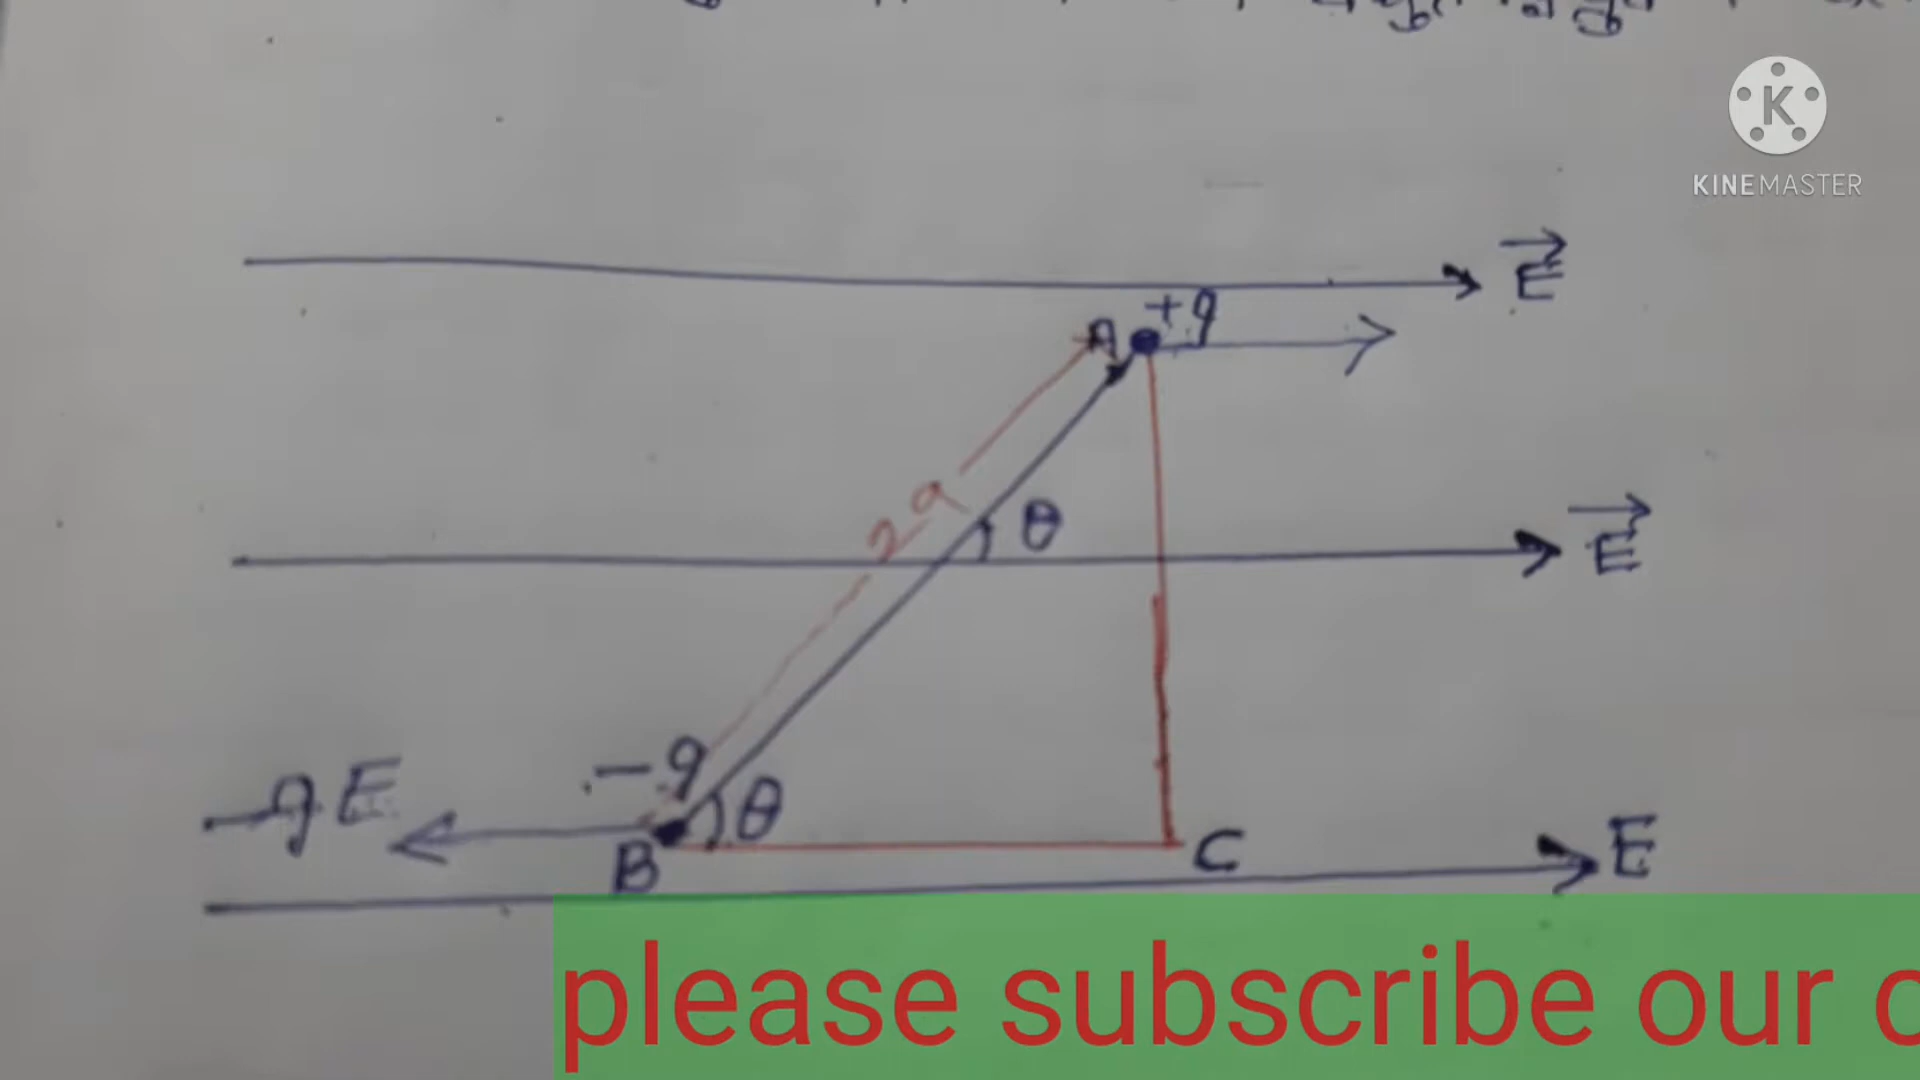 K
KINEMASTER
E
+q
A
2a
θ
E
-q
-qE
θ
B
C
E
please subscribe our